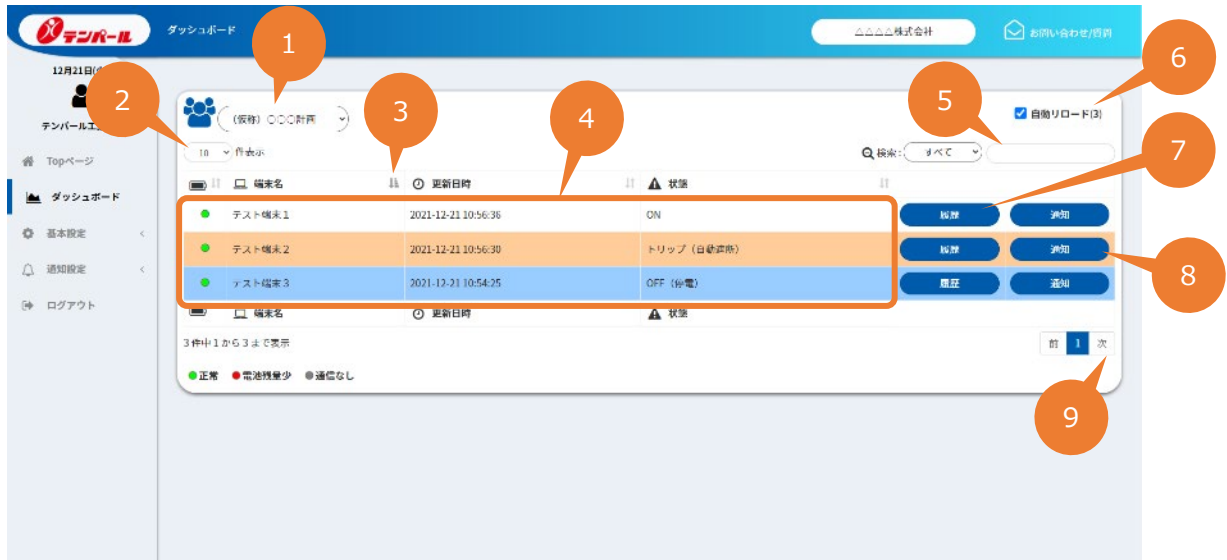 テンパール ダッシュボード △△△△株式会社 お問い合わせ/質問
1
6
12月21日(
2
3
4
5
テンパール工
(仮称) 〇〇〇計画
自動リロード(3)
7
10 件表示
検索: すべて
Topページ
端末名 更新日時 状態
ダッシュボード
テスト端末1 2021-12-21 10:56:36 ON 履歴 通知
基本設定 <
テスト端末2 2021-12-21 10:56:30 トリップ (自動遮断) 履歴 通知
8
通知設定 <
テスト端末3 2021-12-21 10:54:25 OFF (停電) 履歴 通知
ログアウト
端末名 更新日時 状態
3件中1から3まで表示
前 1 次
正常 電池残量少 通信なし
9